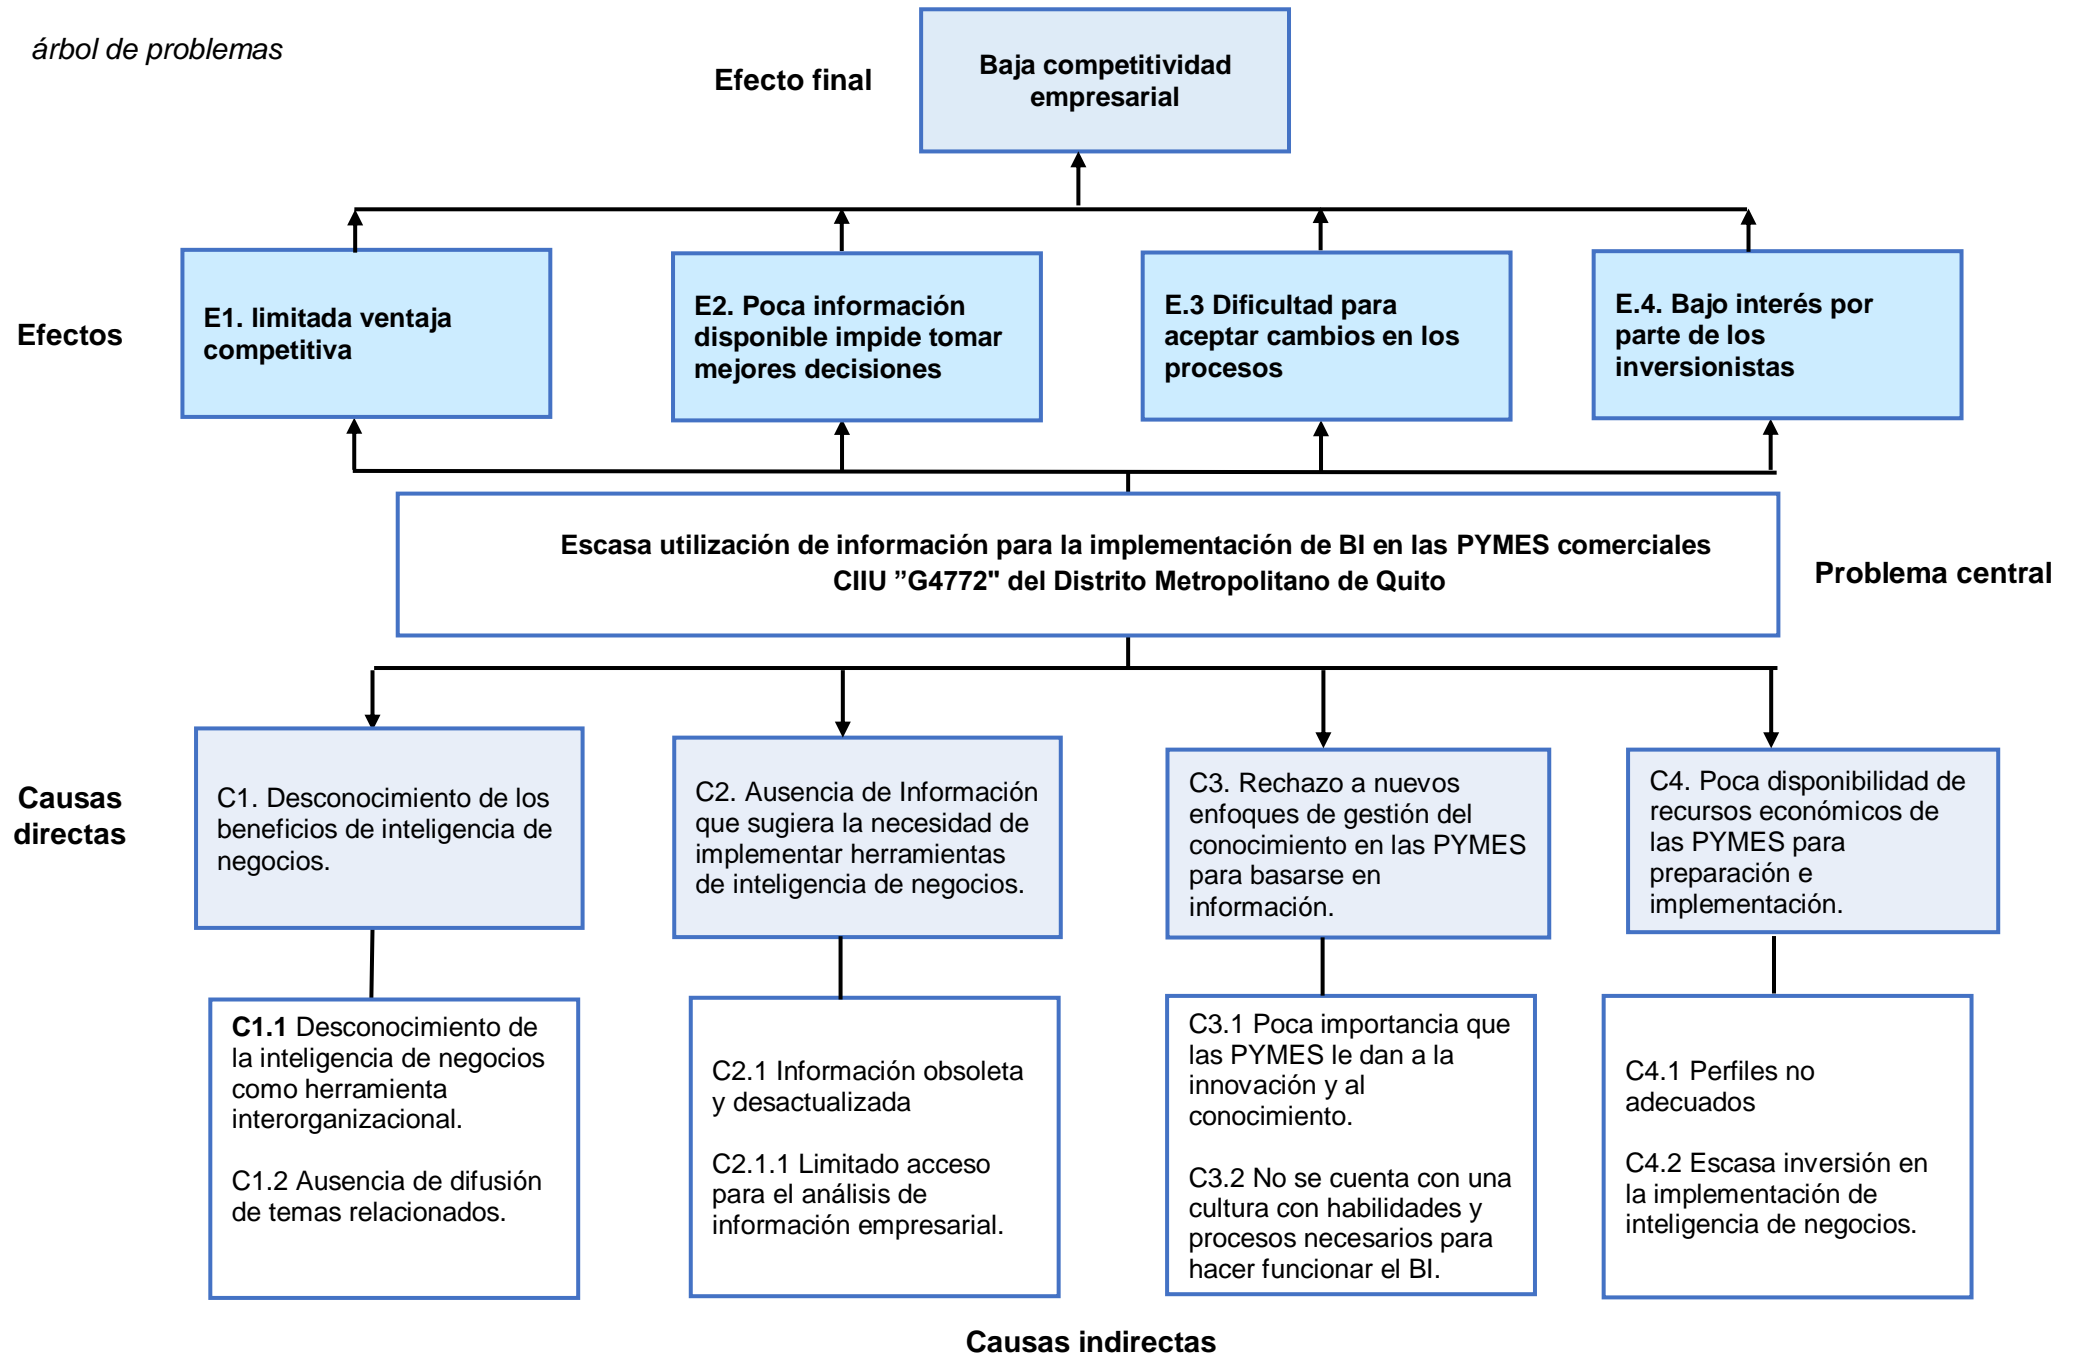 árbol de problemas
Efecto final
Baja competitividad
empresarial
Efectos
E1. limitada ventaja
competitiva
E2. Poca información
disponible impide tomar
mejores decisiones
E.3 Dificultad para
aceptar cambios en los
procesos
E.4. Bajo interés por
parte de los
inversionistas
Escasa utilización de información para la implementación de BI en las PYMES comerciales
CIIU ”G4772" del Distrito Metropolitano de Quito
Problema central
Causas
directas
C1. Desconocimiento de los
beneficios de inteligencia de
negocios.
C2. Ausencia de Información
que sugiera la necesidad de
implementar herramientas
de inteligencia de negocios.
C3. Rechazo a nuevos
enfoques de gestión del
conocimiento en las PYMES
para basarse en
información.
C4. Poca disponibilidad de
recursos económicos de
las PYMES para
preparación e
implementación.
C1.1 Desconocimiento de
la inteligencia de negocios
como herramienta
interorganizacional.
C1.2 Ausencia de difusión
de temas relacionados.
C2.1 Información obsoleta
y desactualizada
C2.1.1 Limitado acceso
para el análisis de
información empresarial.
C3.1 Poca importancia que
las PYMES le dan a la
innovación y al
conocimiento.
C3.2 No se cuenta con una
cultura con habilidades y
procesos necesarios para
hacer funcionar el BI.
C4.1 Perfiles no
adecuados
C4.2 Escasa inversión en
la implementación de
inteligencia de negocios.
Causas indirectas